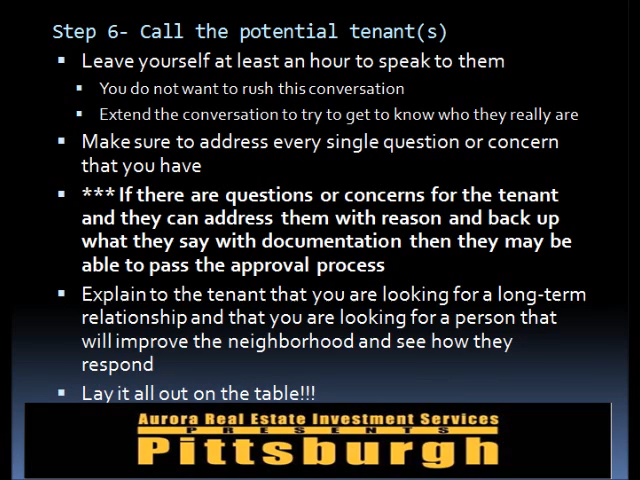 Step 6- Call the potential tenant(s)
Leave yourself at least an hour to speak to them
You do not want to rush this conversation
Extend the conversation to try to get to know who they really are
Make sure to address every single question or concern
that you have
*** If there are questions or concerns for the tenant
and they can address them with reason and back up
what they say with documentation then they may be
able to pass the approval process
Explain to the tenant that you are looking for a long-term
relationship and that you are looking for a person that
will improve the neighborhood and see how they
respond
Lay it all out on the table!!!
Aurora Real Estate Investment Services
PRESENTS
Pittsburgh